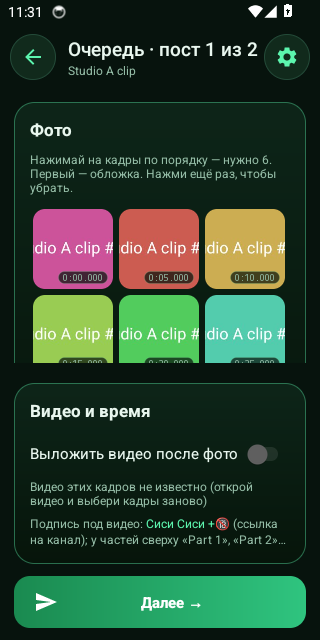 11:31
Очередь · пост 1 из 2
Studio A clip
Фото
Нажимай на кадры по порядку — нужно 6.
Первый — обложка. Нажми ещё раз, чтобы
убрать.
dio A clip # dio A clip # dio A clip #
0:00.000 0:05.000 0:10.000
dio A clip # dio A clip # dio A clip #
Видео и время
Выложить видео после фото
Видео этих кадров не известно (открой
видео и выбери кадры заново)
Подпись под видео: Сиси Сиси +🔞 (ссылка
на канал); у частей сверху «Part 1», «Part 2»…
Далее →